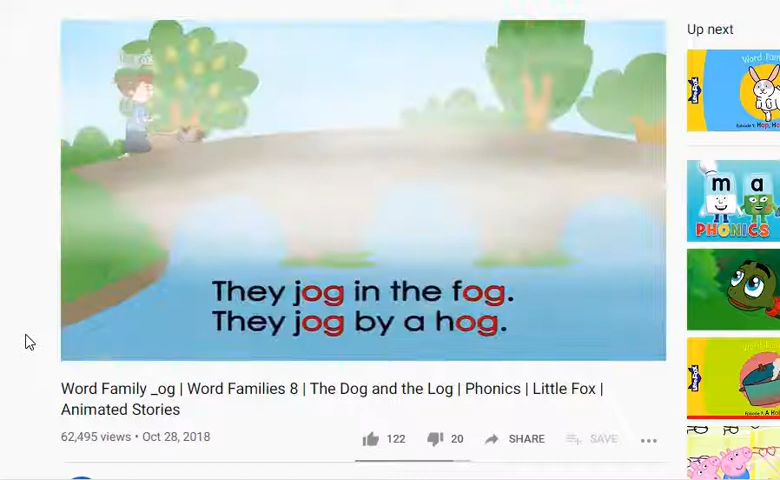 Up next
Word Fam
They jog in the fog.
They jog by a hog.
m a
PHONICS
Word Family _og | Word Families 8 | The Dog and the Log | Phonics | Little Fox |
Animated Stories
62,495 views • Oct 28, 2018
122
20
SHARE
SAVE